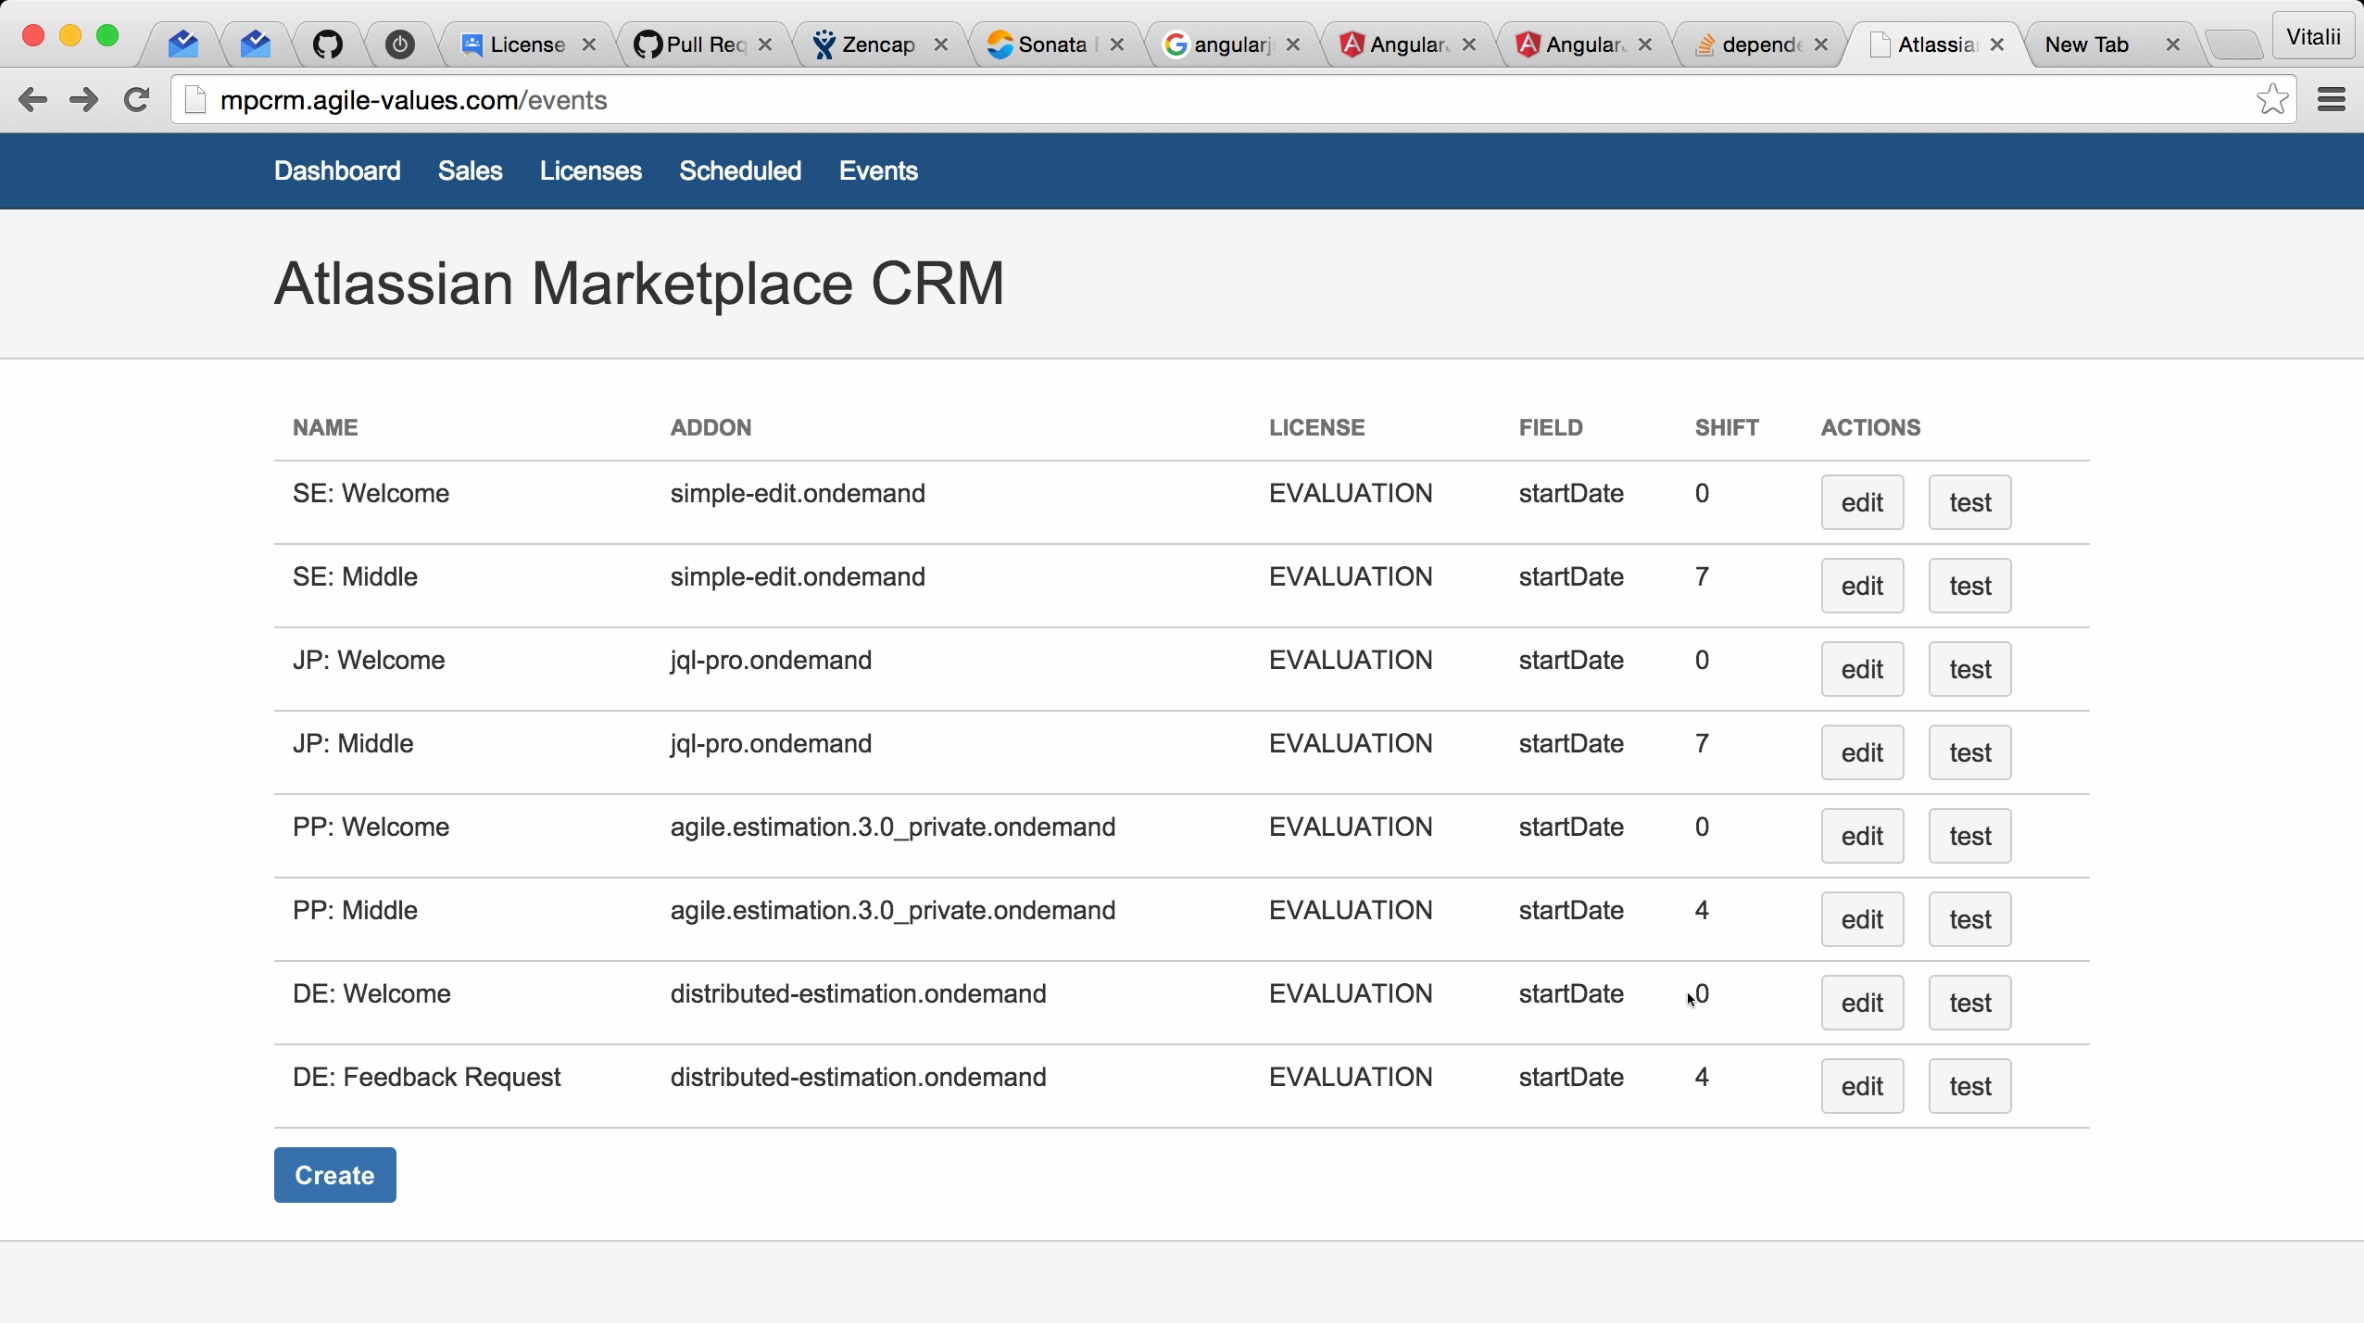 License Pull Req Zencap Sonata angularj Angular Angular depend Atlassian New Tab Vitalii
mpcrm.agile-values.com/events
Dashboard Sales Licenses Scheduled Events
Atlassian Marketplace CRM
NAME ADDON LICENSE FIELD SHIFT ACTIONS
SE: Welcome simple-edit.ondemand EVALUATION startDate 0 edit test
SE: Middle simple-edit.ondemand EVALUATION startDate 7 edit test
JP: Welcome jql-pro.ondemand EVALUATION startDate 0 edit test
JP: Middle jql-pro.ondemand EVALUATION startDate 7 edit test
PP: Welcome agile.estimation.3.0_private.ondemand EVALUATION startDate 0 edit test
PP: Middle agile.estimation.3.0_private.ondemand EVALUATION startDate 4 edit test
DE: Welcome distributed-estimation.ondemand EVALUATION startDate 0 edit test
DE: Feedback Request distributed-estimation.ondemand EVALUATION startDate 4 edit test
Create